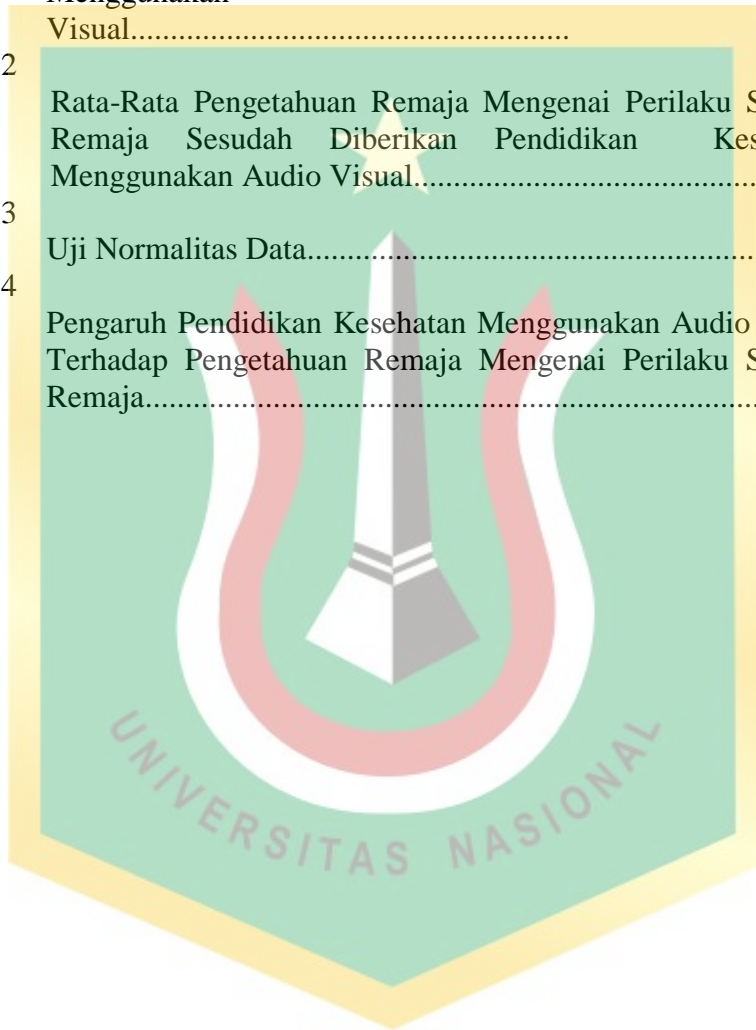 Menggunakan
Visual.......................................................
2
Rata-Rata Pengetahuan Remaja Mengenai Perilaku
Remaja Sesudah Diberikan Pendidikan
Menggunakan Audio Visual...........................................
3
Uji Normalitas Data.........................................................
4
Pengaruh Pendidikan Kesehatan Menggunakan Audio
Terhadap Pengetahuan Remaja Mengenai Perilaku
Remaja.............................................................................
UNIVERSITAS NASIONAL